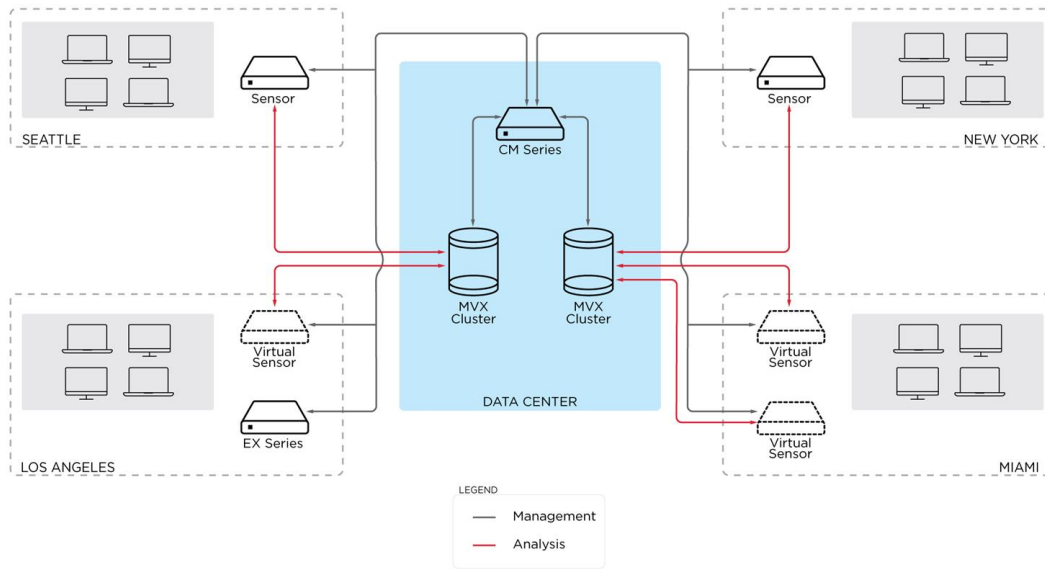 Sensor
SEATTLE
Sensor
NEW YORK
CM Series
MVX
Cluster
MVX
Cluster
DATA CENTER
Virtual
Sensor
EX Series
LOS ANGELES
Virtual
Sensor
Virtual
Sensor
MIAMI
LEGEND
Management
Analysis